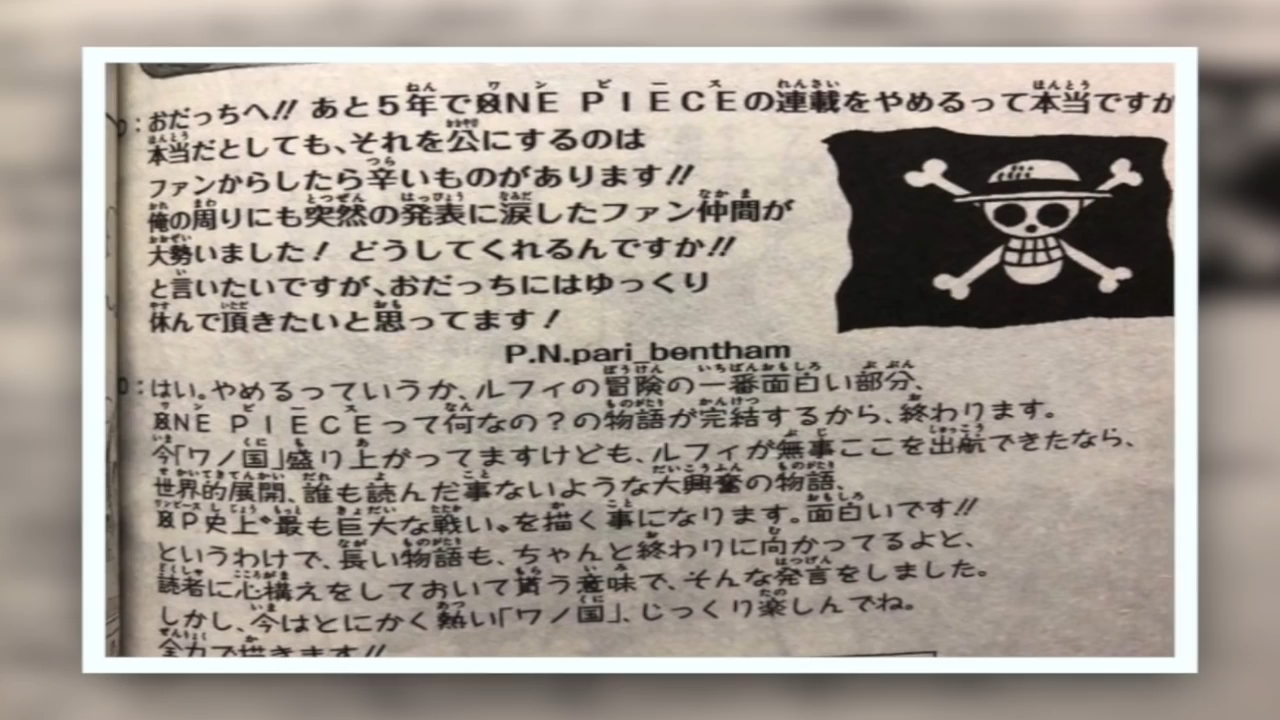 D:おだっちへ!! あと5年でONE PIECEの連載をやめるって本当ですか
本当だとしても、それを公にするのは
ファンからしたら辛いものがあります!!
俺の周りにも突然の発表に涙したファン仲間が
大勢いました! どうしてくれるんですか!!
と言いたいですが、おだっちにはゆっくり
休んで頂きたいと思ってます!
P.N.pari_bentham
O:はい。やめるっていうか、ルフィの冒険の一番面白い部分、
ONE PIECEって何なの?の物語が完結するから、終わります。
今「ワノ国」盛り上がってますけども、ルフィが無事ここを出航できたなら、
世界的展開、誰も読んだ事ないような大興奮の物語、
OP史上"最も巨大な戦い"を描く事になります。面白いです!!
というわけで、長い物語も、ちゃんと終わりに向かってるよと、
読者に心構えをしておいて貰う意味で、そんな発言をしました。
しかし、今はとにかく熱い「ワノ国」、じっくり楽しんでね。
全力で描きます!!